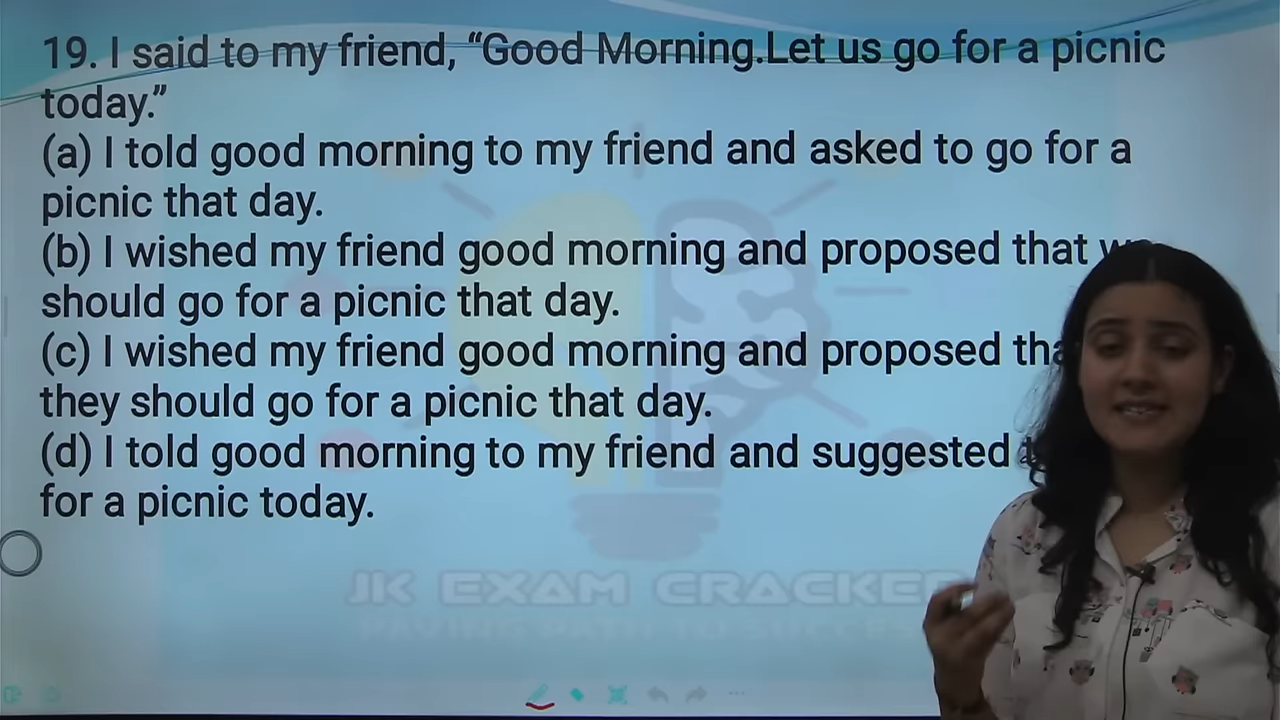 19. I said to my friend, “Good Morning.Let us go for a picnic
today.”
(a) I told good morning to my friend and asked to go for a
picnic that day.
(b) I wished my friend good morning and proposed that
should go for a picnic that day.
(c) I wished my friend good morning and proposed
they should go for a picnic that day.
(d) I told good morning to my friend and suggested
for a picnic today.
JK EXAM CRACKER